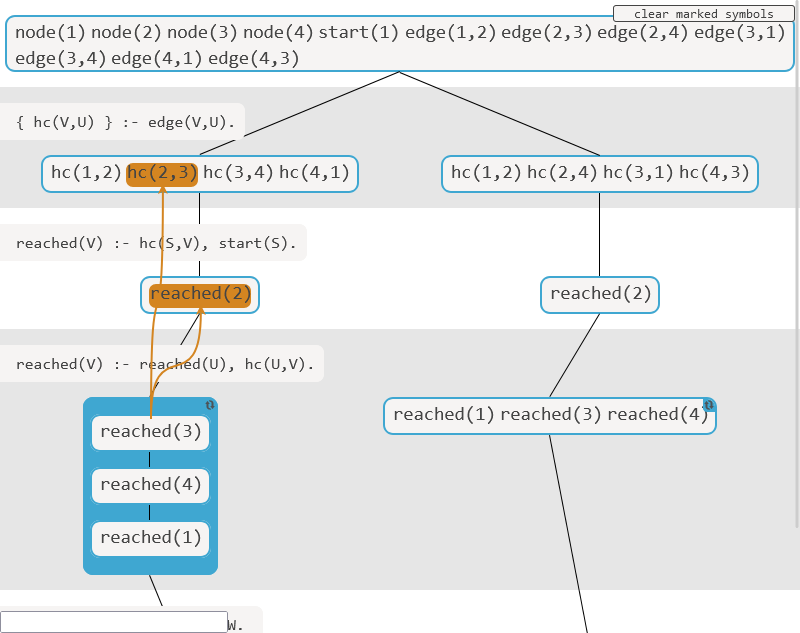 clear marked symbols
node(1) node(2) node(3) node(4) start(1) edge(1,2) edge(2,3) edge(2,4) edge(3,1)
edge(3,4) edge(4,1) edge(4,3)
{ hc(V,U) } :- edge(V,U).
hc(1,2) hc(2,3) hc(3,4) hc(4,1)
hc(1,2) hc(2,4) hc(3,1) hc(4,3)
reached(V) :- hc(S,V), start(S).
reached(2)
reached(2)
reached(V) :- reached(U), hc(U,V).
reached(3)
reached(4)
reached(1)
reached(1) reached(3) reached(4)
W.